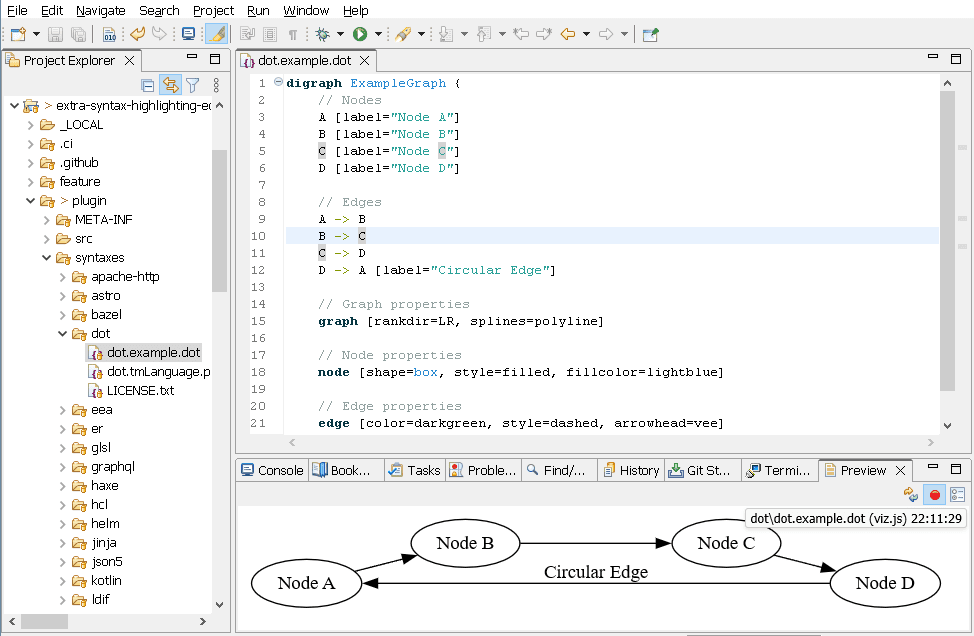 File Edit Navigate Search Project Run Window Help
Project Explorer
> extra-syntax-highlighting-ec
_LOCAL
.ci
.github
feature
> plugin
META-INF
src
syntaxes
apache-http
astro
bazel
dot
dot.example.dot
dot.tmLanguage.p
LICENSE.txt
eea
er
glsl
graphql
haxe
hcl
helm
jinja
json5
kotlin
ldif
dot.example.dot
1 digraph ExampleGraph {
2 // Nodes
3 A [label="Node A"]
4 B [label="Node B"]
5 C [label="Node C"]
6 D [label="Node D"]
7
8 // Edges
9 A -> B
10 B -> C
11 C -> D
12 D -> A [label="Circular Edge"]
13
14 // Graph properties
15 graph [rankdir=LR, splines=polyline]
16
17 // Node properties
18 node [shape=box, style=filled, fillcolor=lightblue]
19
20 // Edge properties
21 edge [color=darkgreen, style=dashed, arrowhead=vee]
Console Book... Tasks Proble... Find/... History Git St... Termi... Preview
dot\dot.example.dot (viz.js) 22:11:29
Node B Node C
Circular Edge
Node A Node D